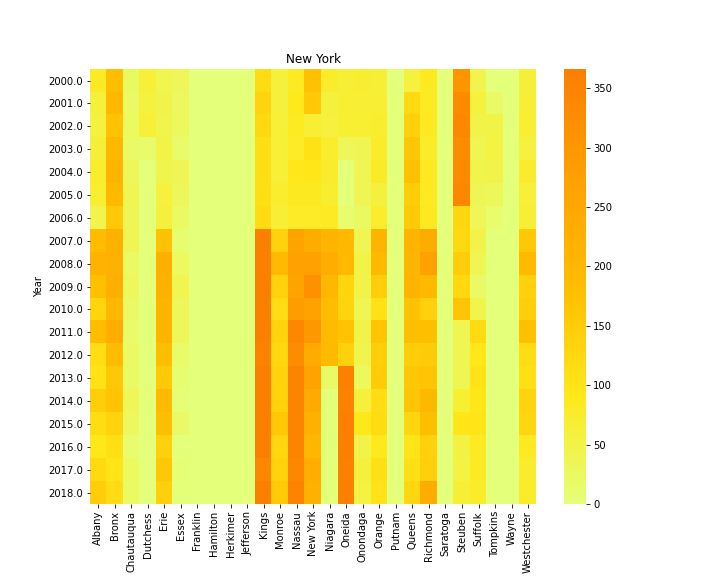 New York
Year
2000.0
2001.0
2002.0
2003.0
2004.0
2005.0
2006.0
2007.0
2008.0
2009.0
2010.0
2011.0
2012.0
2013.0
2014.0
2015.0
2016.0
2017.0
2018.0
Albany
Bronx
Chautauqua
Dutchess
Erie
Essex
Franklin
Hamilton
Herkimer
Jefferson
Kings
Monroe
Nassau
New York
Niagara
Oneida
Onondaga
Orange
Putnam
Queens
Richmond
Saratoga
Steuben
Suffolk
Tompkins
Wayne
Westchester
350
300
250
200
150
100
50
0